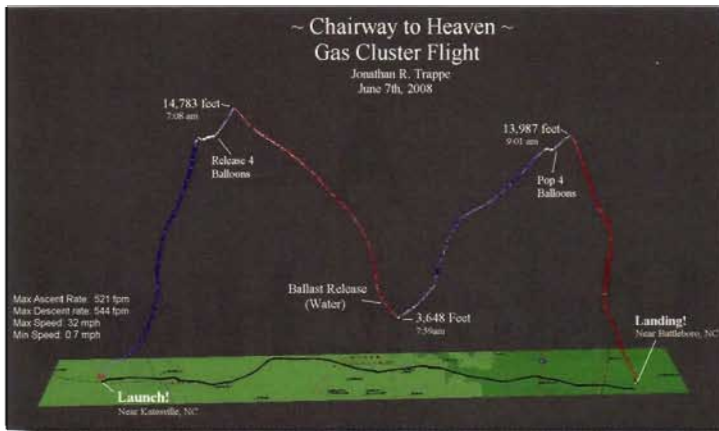 ~ Chairway to Heaven ~
Gas Cluster Flight
Jonathan R. Trappe
June 7th, 2008
14,783 feet
7:08 am
Release 4
Balloons
13,987 feet
9:01 am
Pop 4
Balloons
Ballast Release
(Water)
3,648 Feet
7:59am
Max Ascent Rate: 521 fpm
Max Descent rate: 544 fpm
Max Speed: 32 mph
Min Speed: 0.7 mph
Landing!
Near Battleboro, NC
Launch!
Near Katesville, NC